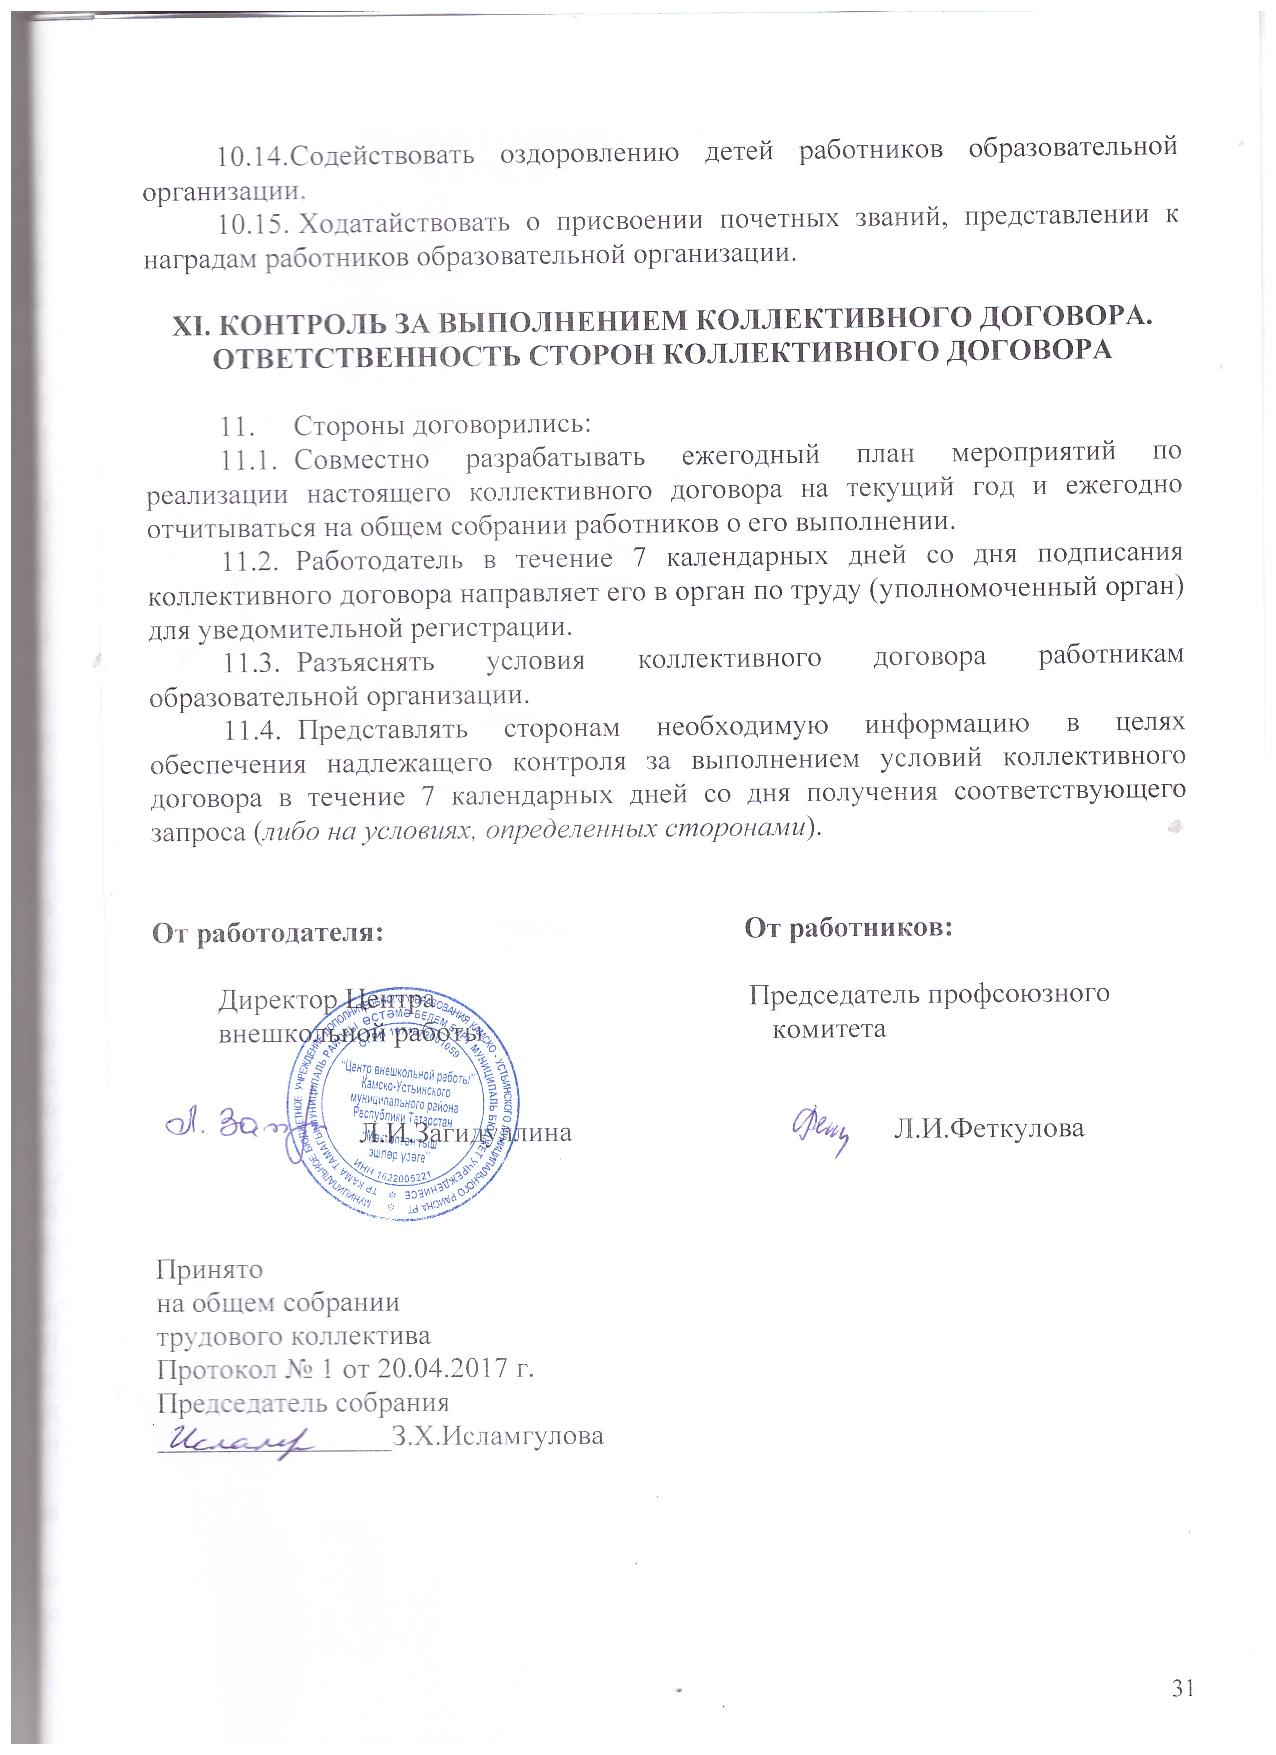 10.14.Содействовать оздоровлению детей работников образовательной
организации.
10.15. Ходатайствовать о присвоении почетных званий, представлении к
наградам работников образовательной организации.
XI. КОНТРОЛЬ ЗА ВЫПОЛНЕНИЕМ КОЛЛЕКТИВНОГО ДОГОВОРА.
ОТВЕТСТВЕННОСТЬ СТОРОН КОЛЛЕКТИВНОГО ДОГОВОРА
11. Стороны договорились:
11.1. Совместно разрабатывать ежегодный план мероприятий по
реализации настоящего коллективного договора на текущий год и ежегодно
отчитываться на общем собрании работников о его выполнении.
11.2. Работодатель в течение 7 календарных дней со дня подписания
коллективного договора направляет его в орган по труду (уполномоченный орган)
для уведомительной регистрации.
11.3. Разъяснять условия коллективного договора работникам
образовательной организации.
11.4. Представлять сторонам необходимую информацию в целях
обеспечения надлежащего контроля за выполнением условий коллективного
договора в течение 7 календарных дней со дня получения соответствующего
запроса (либо на условиях, определенных сторонами).
От работодателя:
От работников:
Директор Центра
внешкольной работы
Председатель профсоюзного
комитета
"Центр внешкольной работы"
Камско-Устьинского
муниципального района
Республики Татарстан
эшләр үзәге"
ИНН 1622005221
Л.И.Загидуллина
Л.И.Феткулова
Принято
на общем собрании
трудового коллектива
Протокол № 1 от 20.04.2017 г.
Председатель собрания
З.Х.Исламгулова
31